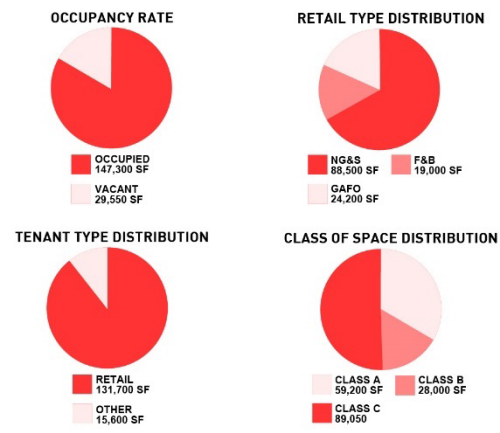 OCCUPANCY RATE
OCCUPIED
147,300 SF
VACANT
29,550 SF
RETAIL TYPE DISTRIBUTION
NG&S
88,500 SF
F&B
19,000 SF
GAFO
24,200 SF
TENANT TYPE DISTRIBUTION
RETAIL
131,700 SF
OTHER
15,600 SF
CLASS OF SPACE DISTRIBUTION
CLASS A
59,200 SF
CLASS B
28,000 SF
CLASS C
89,050